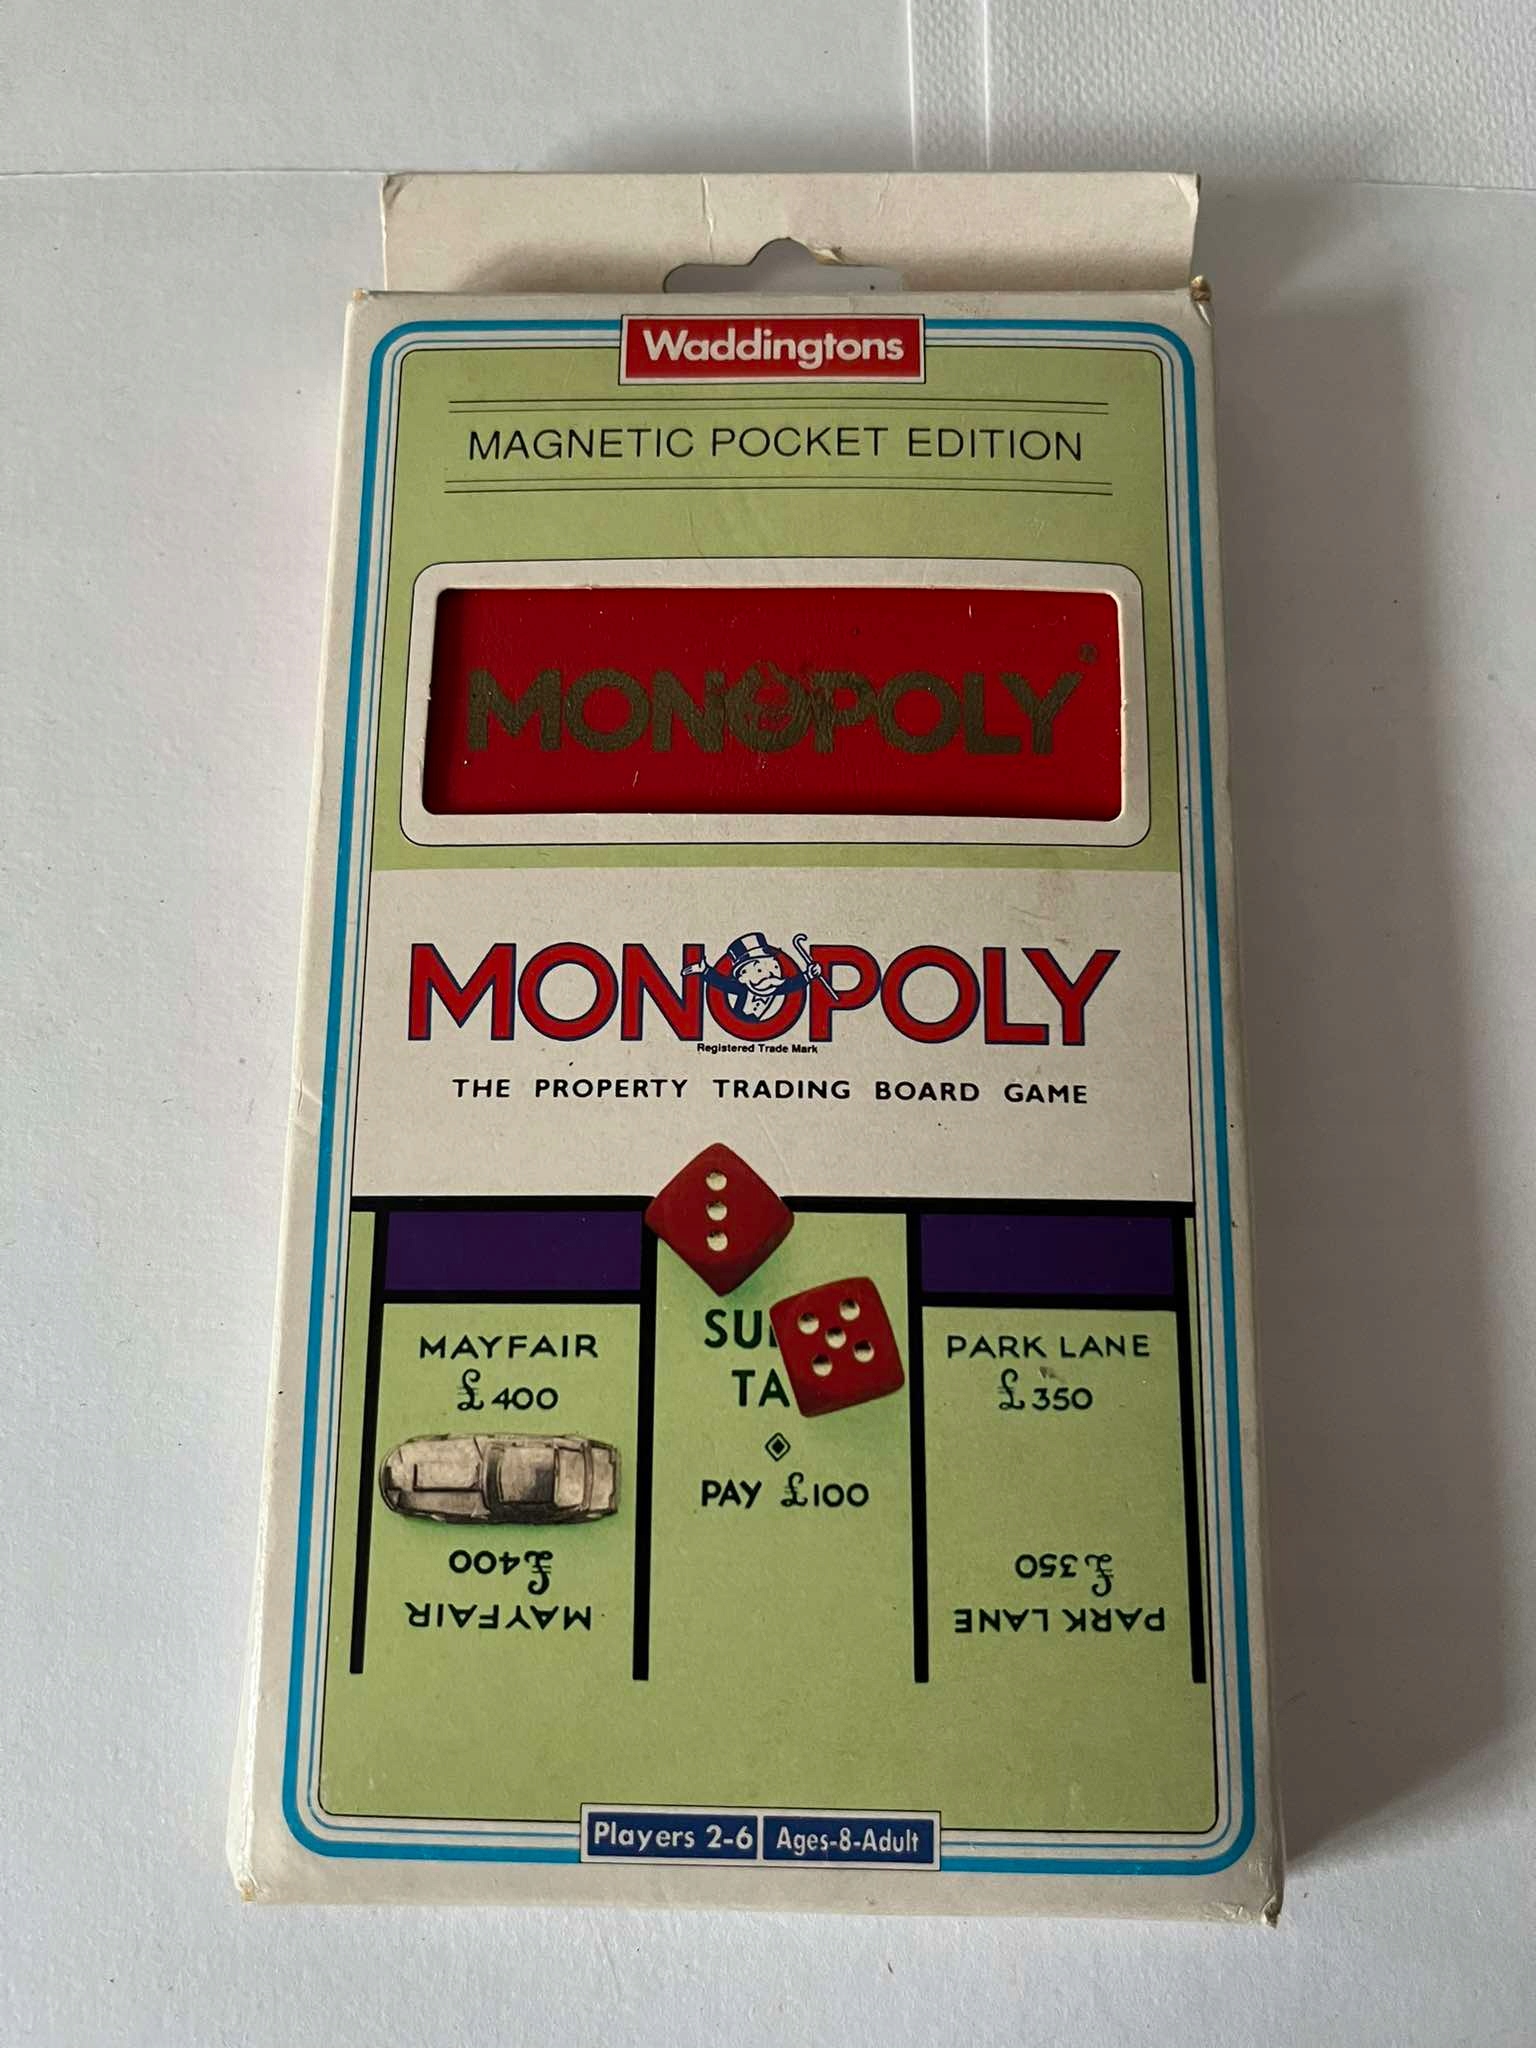 Waddingtons
MAGNETIC POCKET EDITION
MONOPOLY®
MONOPOLY
Registered Trade Mark
THE PROPERTY TRADING BOARD GAME
MAYFAIR
£400
£400
MAYFAIR
SU
TA
PAY £100
PARK LANE
£350
£350
PARK LANE
Players 2-6
Ages-8-Adult